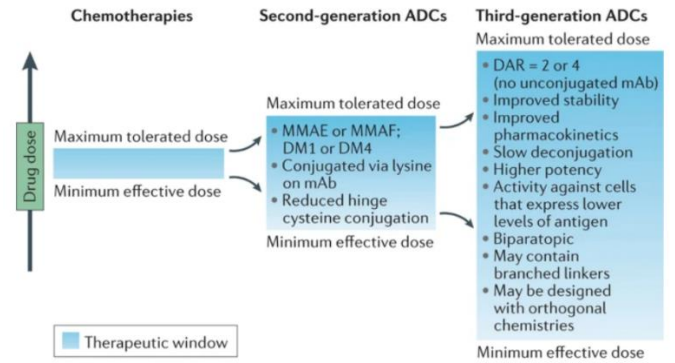 Chemotherapies
Second-generation ADCs
Third-generation ADCs
Drug dose
Maximum tolerated dose
Minimum effective dose
Maximum tolerated dose
• MMAE or MMAF;
DM1 or DM4
• Conjugated via lysine
on mAb
• Reduced hinge
cysteine conjugation
Minimum effective dose
Maximum tolerated dose
• DAR = 2 or 4
(no unconjugated mAb)
• Improved stability
• Improved
pharmacokinetics
• Slow deconjugation
• Higher potency
• Activity against cells
that express lower
levels of antigen
• Biparatopic
• May contain
branched linkers
• May be designed
with orthogonal
chemistries
Minimum effective dose
Therapeutic window